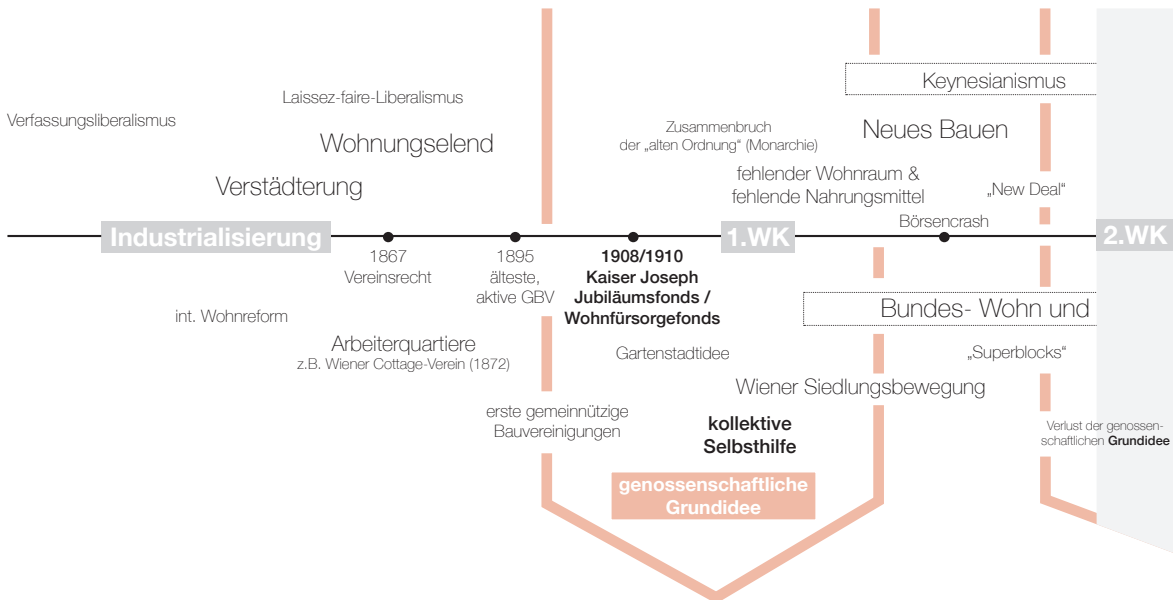 Keynesianismus
Laissez-faire-Liberalismus
Verfassungsliberalismus
Wohnungselend
Zusammenbruch
der „alten Ordnung“ (Monarchie)
Neues Bauen
Verstädterung
fehlender Wohnraum &
fehlende Nahrungsmittel
„New Deal“
Börsencrash
Industrialisierung
1.WK
2.WK
1867
Vereinsrecht
1895
älteste,
aktive GBV
1908/1910
Kaiser Joseph
Jubiläumsfonds /
Wohnfürsorgefonds
int. Wohnreform
Bundes- Wohn und
Arbeiterquartiere
z.B. Wiener Cottage-Verein (1872)
Gartenstadtidee
„Superblocks“
Wiener Siedlungsbewegung
erste gemeinnützige
Bauvereinigungen
kollektive
Selbsthilfe
Verlust der genossen-
schaftlichen Grundidee
genossenschaftliche
Grundidee